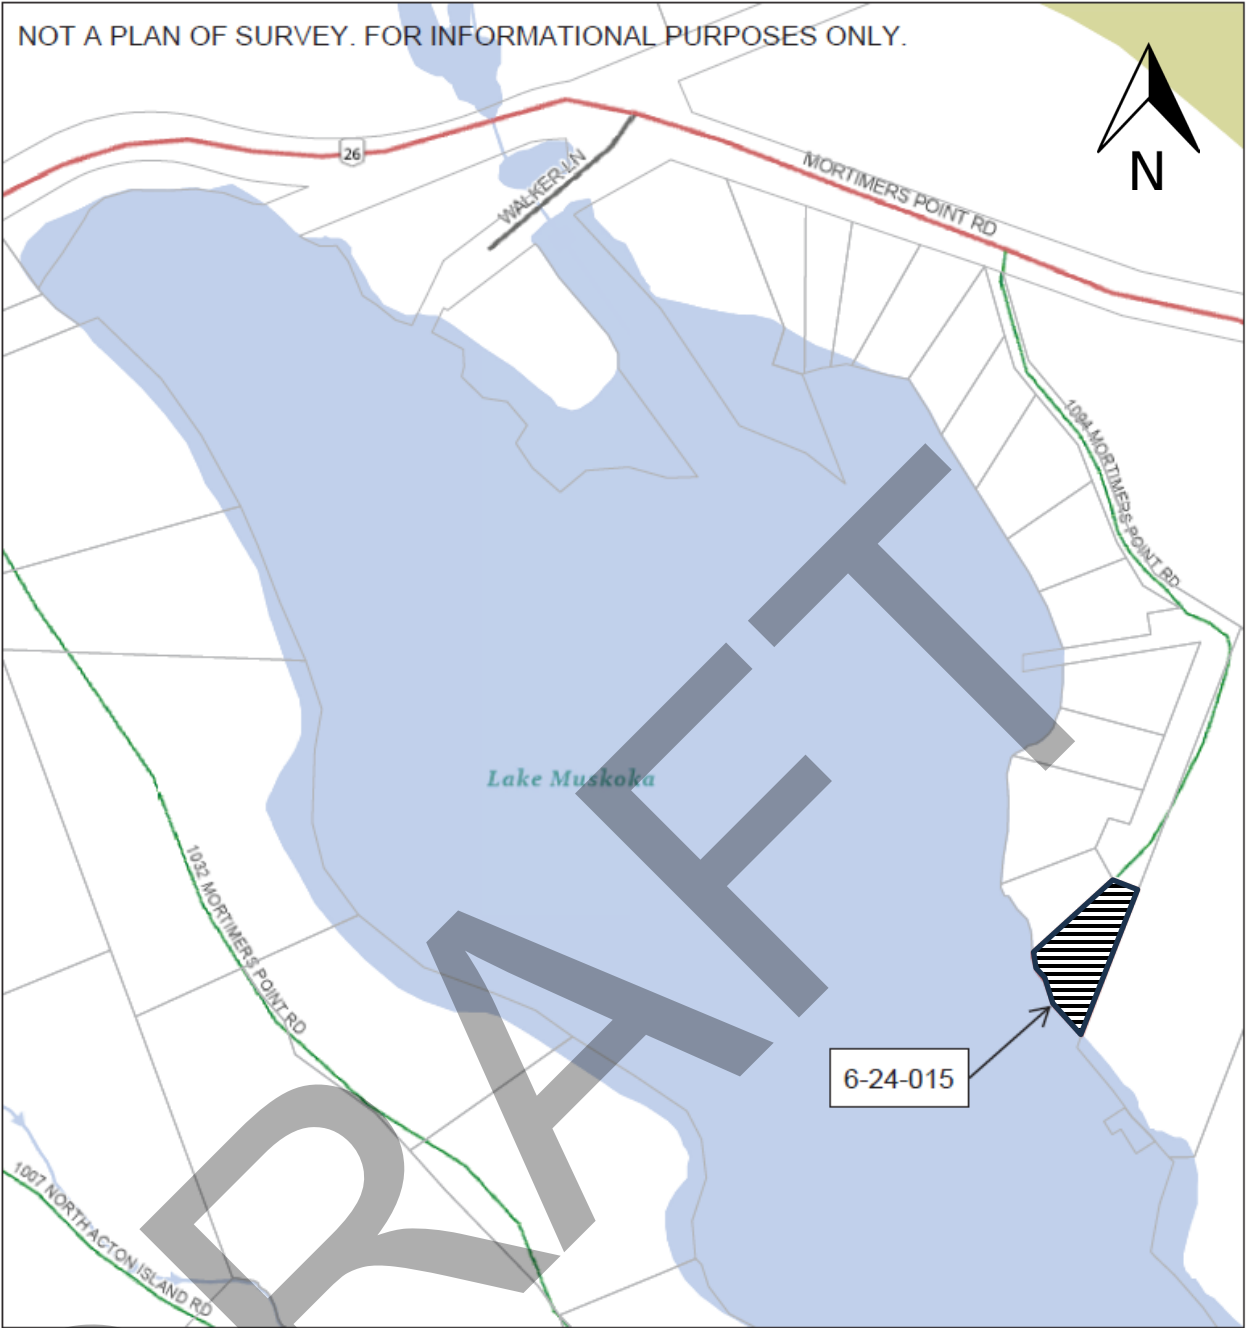 NOT A PLAN OF SURVEY. FOR INFORMATIONAL PURPOSES ONLY.
N
26
WALKER LN
MORTIMERS POINT RD
1094 MORTIMERS POINT RD
Lake Muskoka
1032 MORTIMERS POINT RD
6-24-015
1007 NORTH ACTON ISLAND RD
RAFT